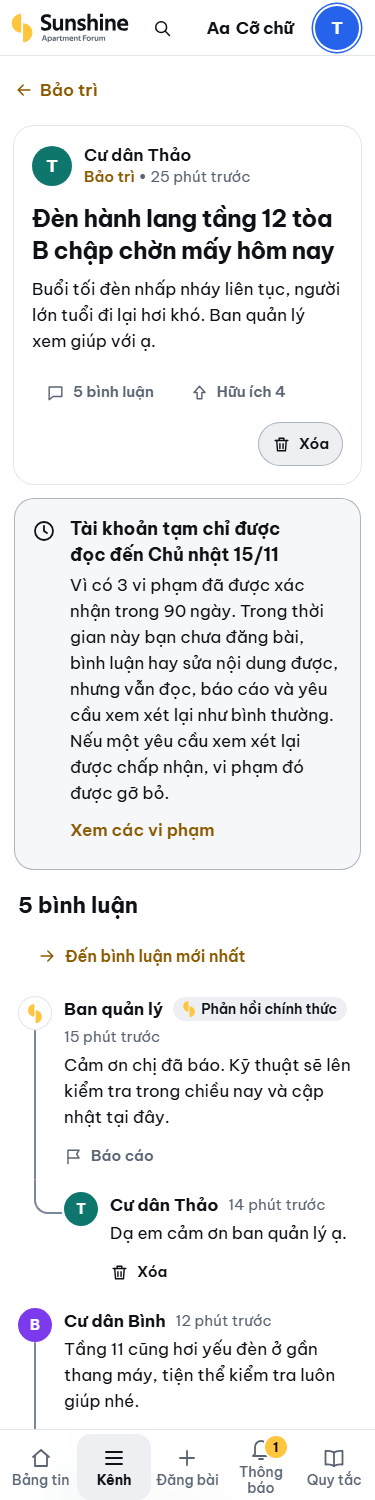 Sunshine
Apartment Forum
Aa Cỡ chữ
T
Bảo trì
T
Cư dân Thảo
Bảo trì • 25 phút trước
Đèn hành lang tầng 12 tòa
B chập chờn mấy hôm nay
Buổi tối đèn nhấp nháy liên tục, người
lớn tuổi đi lại hơi khó. Ban quản lý
xem giúp với ạ.
5 bình luận
Hữu ích 4
Xóa
Tài khoản tạm chỉ được
đọc đến Chủ nhật 15/11
Vì có 3 vi phạm đã được xác
nhận trong 90 ngày. Trong thời
gian này bạn chưa đăng bài,
bình luận hay sửa nội dung được,
nhưng vẫn đọc, báo cáo và yêu
cầu xem xét lại như bình thường.
Nếu một yêu cầu xem xét lại
được chấp nhận, vi phạm đó
được gỡ bỏ.
Xem các vi phạm
5 bình luận
Đến bình luận mới nhất
Ban quản lý
Phản hồi chính thức
15 phút trước
Cảm ơn chị đã báo. Kỹ thuật sẽ lên
kiểm tra trong chiều nay và cập
nhật tại đây.
Báo cáo
T
Cư dân Thảo 14 phút trước
Dạ em cảm ơn ban quản lý ạ.
Xóa
B
Cư dân Bình 12 phút trước
Tầng 11 cũng hơi yếu đèn ở gần
thang máy, tiện thể kiểm tra luôn
giúp nhé.
Bảng tin
Kênh
Đăng bài
1
Thông
báo
Quy tắc